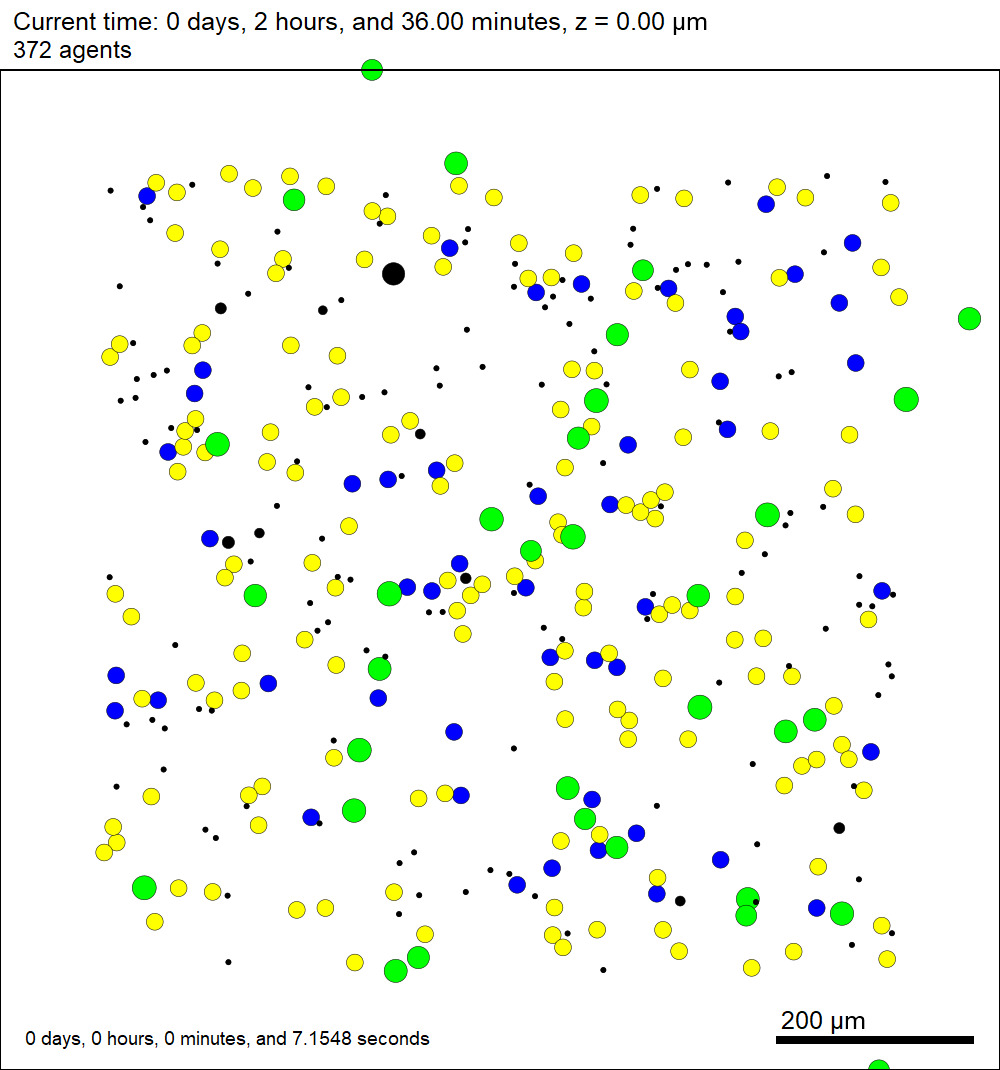 Current time: 0 days, 2 hours, and 36.00 minutes, z = 0.00 µm
372 agents
200 µm
0 days, 0 hours, 0 minutes, and 7.1548 seconds